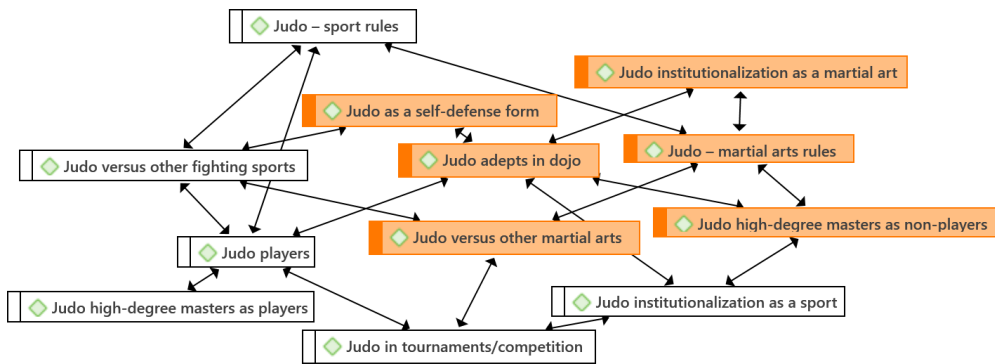 Judo – sport rules
Judo institutionalization as a martial art
Judo as a self-defense form
Judo versus other fighting sports
Judo adepts in dojo
Judo – martial arts rules
Judo high-degree masters as non-players
Judo versus other martial arts
Judo players
Judo high-degree masters as players
Judo institutionalization as a sport
Judo in tournaments/competition